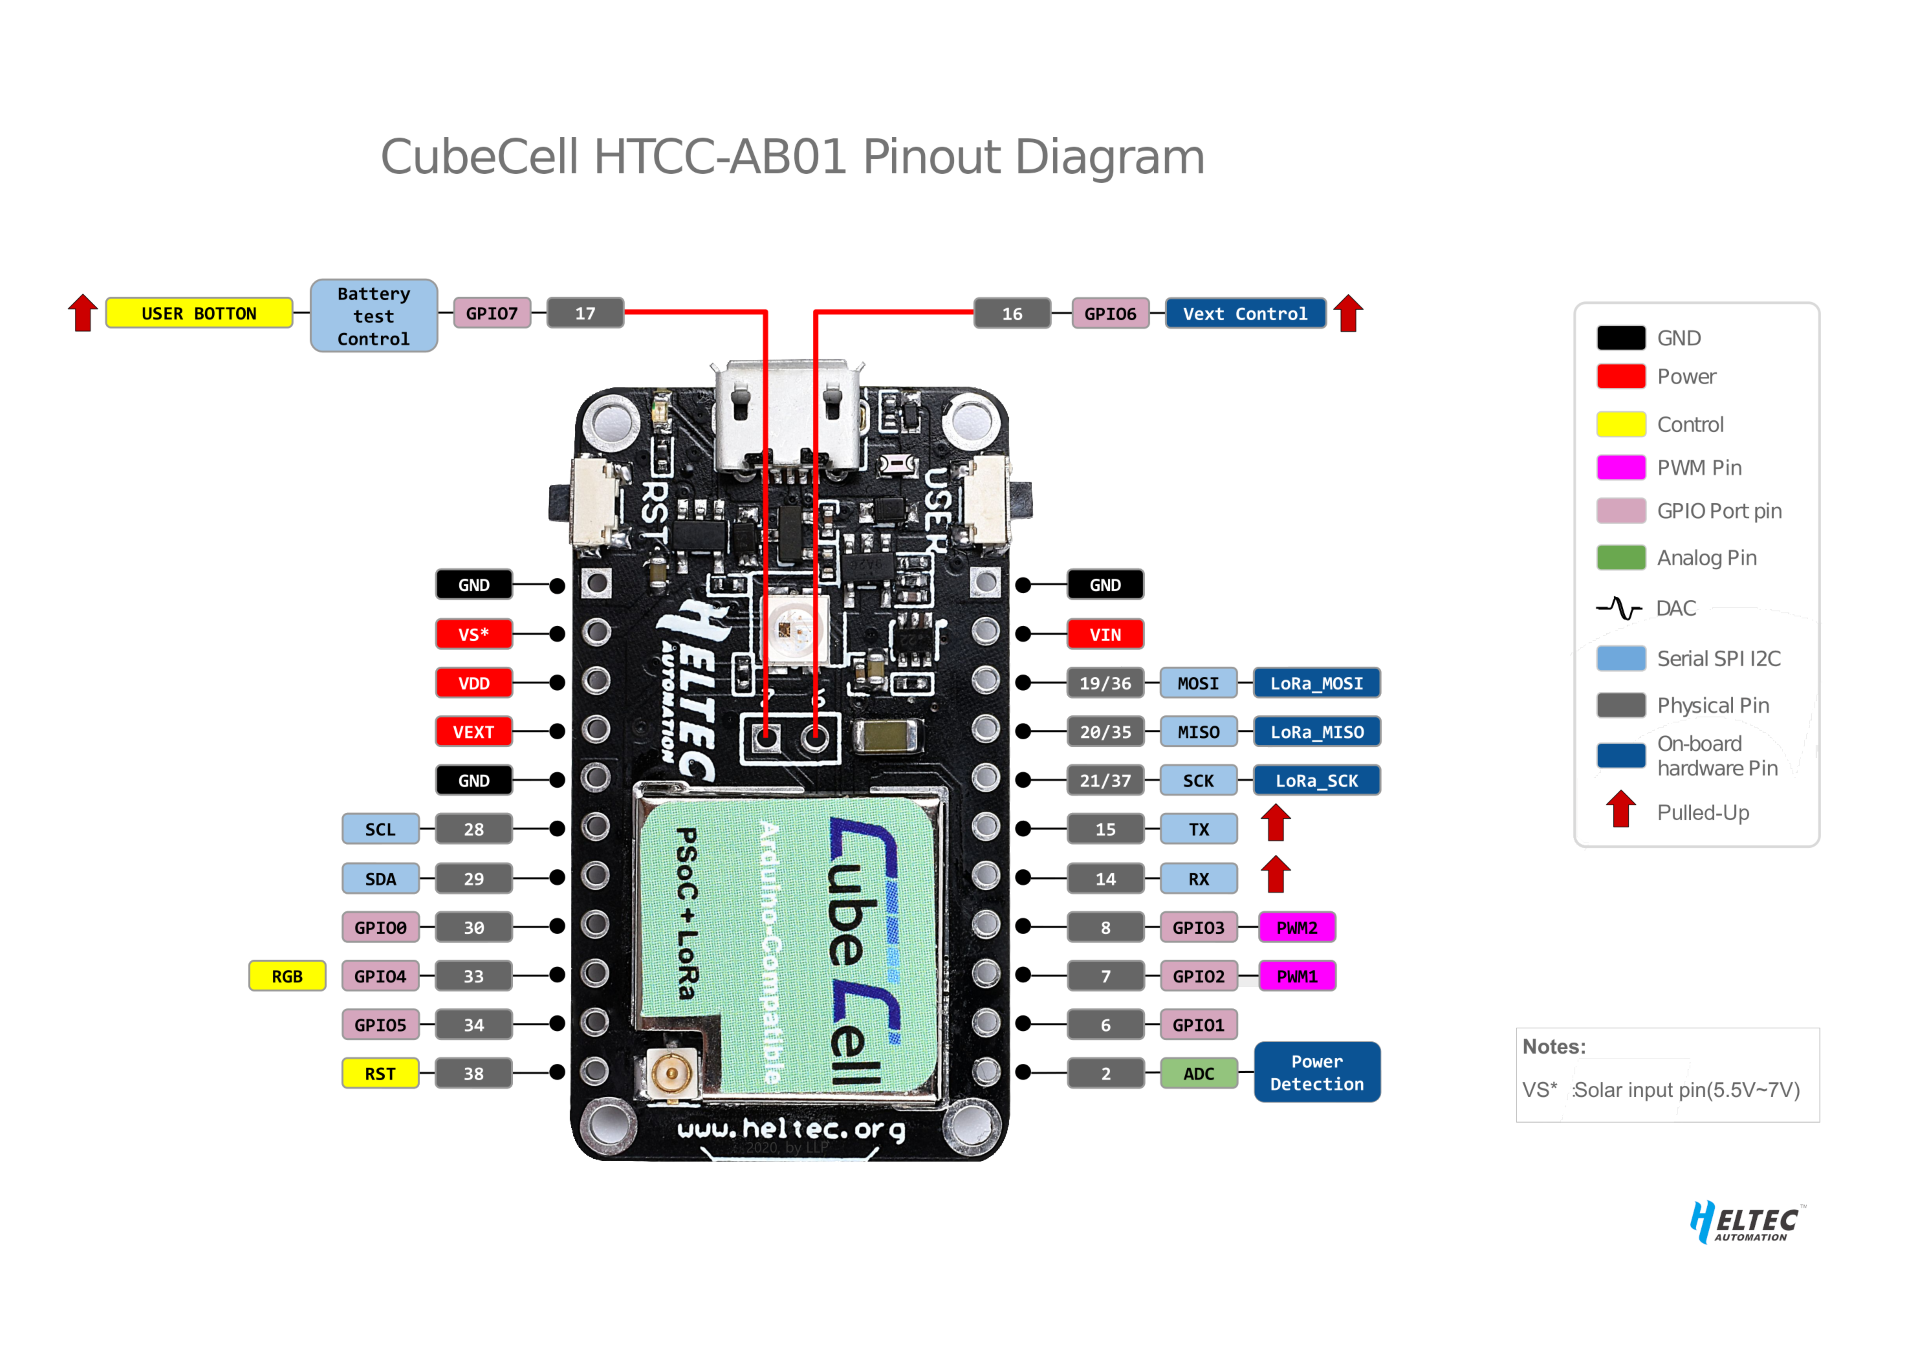 CubeCell HTCC-AB01 Pinout Diagram
USER BOTTON
Battery
test
Control
GPIO7
17
16
GPIO6
Vext Control
RST
USER
GND
VS*
VDD
VEXT
GND
SCL
28
SDA
29
GPIO0
30
RGB
GPIO4
33
GPIO5
34
RST
38
HELTEC
AUTOMATION
PSoC + LoRa
Arduino-Compatible
CubeCell
www.heltec.org
2020, by LLP
GND
VIN
19/36
MOSI
LoRa_MOSI
20/35
MISO
LoRa_MISO
21/37
SCK
LoRa_SCK
15
TX
14
RX
8
GPIO3
PWM2
7
GPIO2
PWM1
6
GPIO1
2
ADC
Power
Detection
GND
Power
Control
PWM Pin
GPIO Port pin
Analog Pin
DAC
Serial SPI I2C
Physical Pin
On-board
hardware Pin
Pulled-Up
Notes:
VS* :Solar input pin(5.5V~7V)
HELTEC™
AUTOMATION